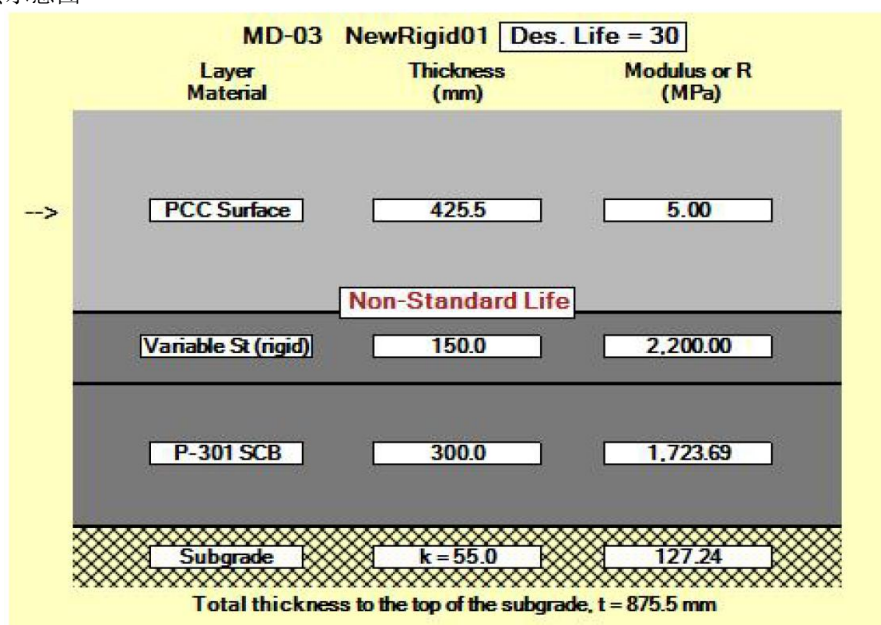 MD-03 NewRigid01 Des. Life = 30
Layer Material Thickness (mm) Modulus or R (MPa)
--> PCC Surface 425.5 5.00
Non-Standard Life
Variable St (rigid) 150.0 2,200.00
P-301 SCB 300.0 1,723.69
Subgrade k = 55.0 127.24
Total thickness to the top of the subgrade, t = 875.5 mm